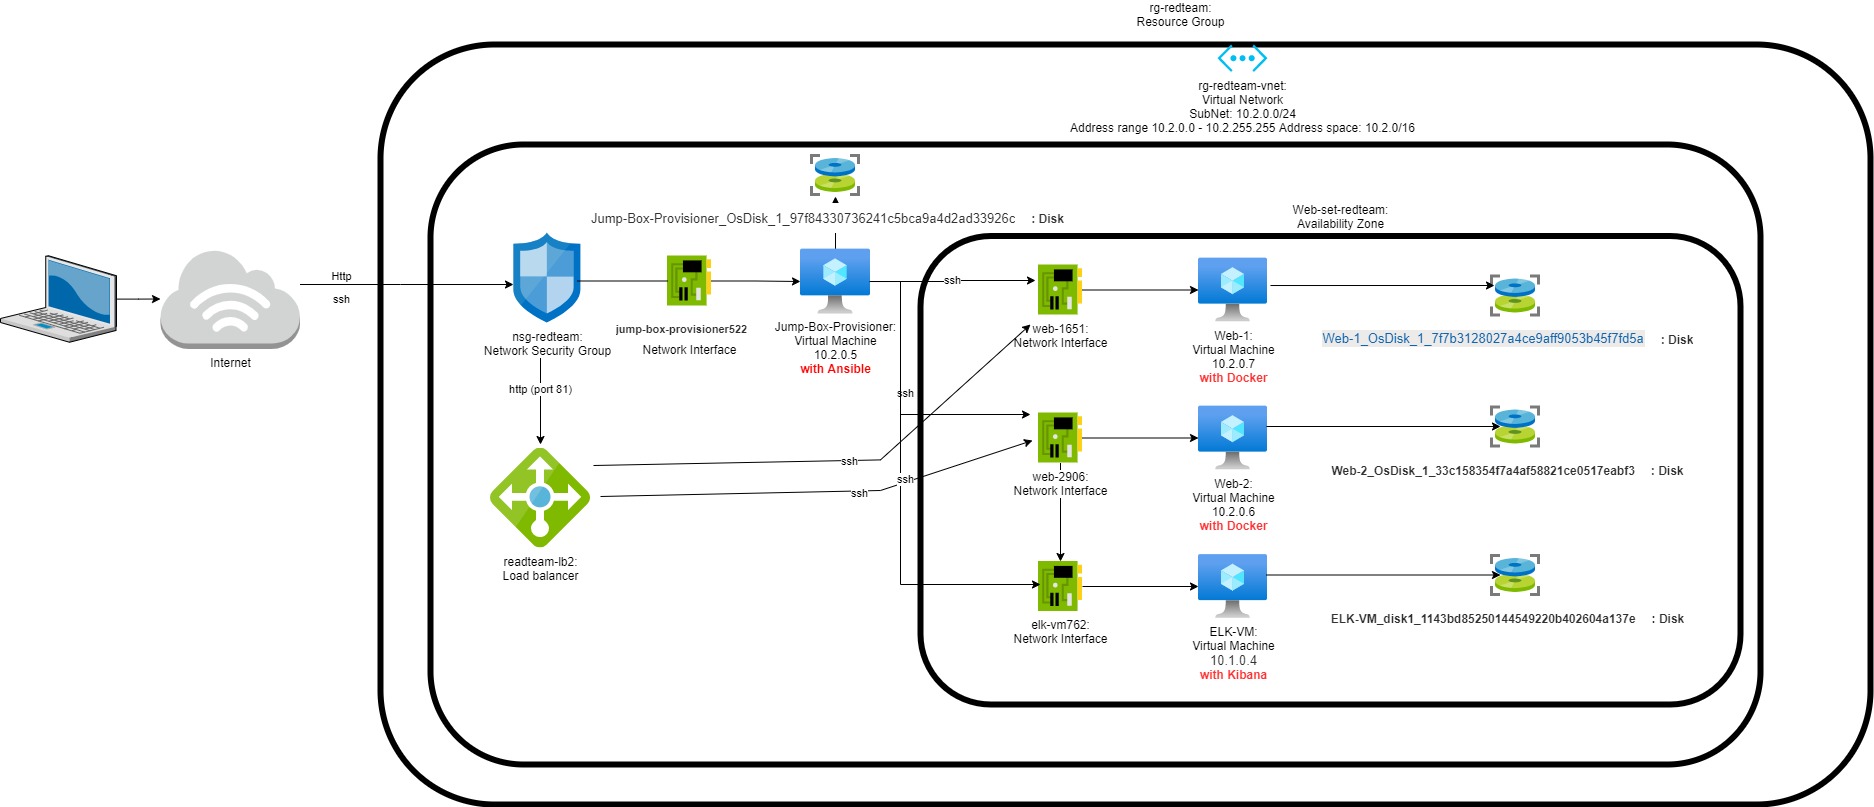 rg-redteam:
Resource Group
rg-redteam-vnet:
Virtual Network
SubNet: 10.2.0.0/24
Address range 10.2.0.0 - 10.2.255.255 Address space: 10.2.0/16
Jump-Box-Provisioner_OsDisk_1_97f84330736241c5bca9a4d2ad33926c : Disk
Web-set-redteam:
Availability Zone
Http
ssh
Internet
nsg-redteam:
Network Security Group
jump-box-provisioner522
Network Interface
Jump-Box-Provisioner:
Virtual Machine
10.2.0.5
with Ansible
ssh
web-1651:
Network Interface
Web-1:
Virtual Machine
10.2.0.7
with Docker
Web-1_OsDisk_1_7f7b3128027a4ce9aff9053b45f7fd5a : Disk
http (port 81)
ssh
ssh
ssh
ssh
web-2906:
Network Interface
Web-2:
Virtual Machine
10.2.0.6
with Docker
Web-2_OsDisk_1_33c158354f7a4af58821ce0517eabf3 : Disk
readteam-lb2:
Load balancer
elk-vm762:
Network Interface
ELK-VM:
Virtual Machine
10.1.0.4
with Kibana
ELK-VM_disk1_1143bd85250144549220b402604a137e : Disk